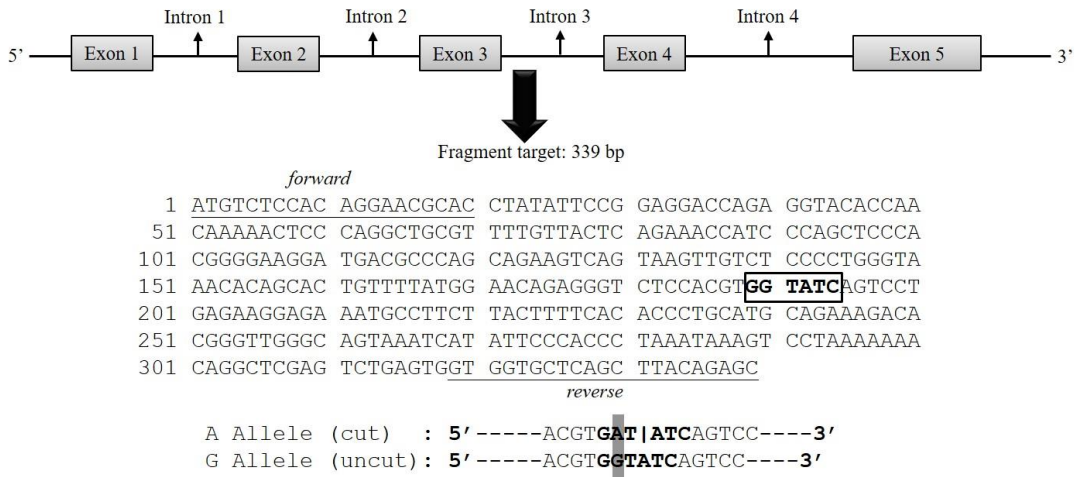 Intron 1 Intron 2 Intron 3 Intron 4
5’ Exon 1 Exon 2 Exon 3 Exon 4 Exon 5 3’
Fragment target: 339 bp
forward
1 ATGTCTCCAC AGGAACGCAC CTATATTCCG GAGGACCAGA GGTACACCAA
51 CAAAAACTCC CAGGCTGCGT TTTGTTACTC AGAAACCATC CCAGCTCCCA
101 CGGGGAAGGA TGACGCCCAG CAGAAGTCAG TAAGTTGTCT CCCCTGGGTA
151 AACACAGCAC TGTTTTATGG AACAGAGGGT CTCCACGTGG TATCAGTCCT
201 GAGAAGGAGA AATGCCTTCT TACTTTTCAC ACCCTGCATG CAGAAAGACA
251 CGGGTTGGGC AGTAAATCAT ATTCCCACCC TAAATAAAGT CCTAAAAAAA
301 CAGGCTCGAG TCTGAGTGGT GGTGCTCAGC TTACAGAGC
reverse
A Allele (cut) : 5’-----ACGTGAT|ATCAGTCC----3’
G Allele (uncut): 5’-----ACGTGGTATCAGTCC----3’